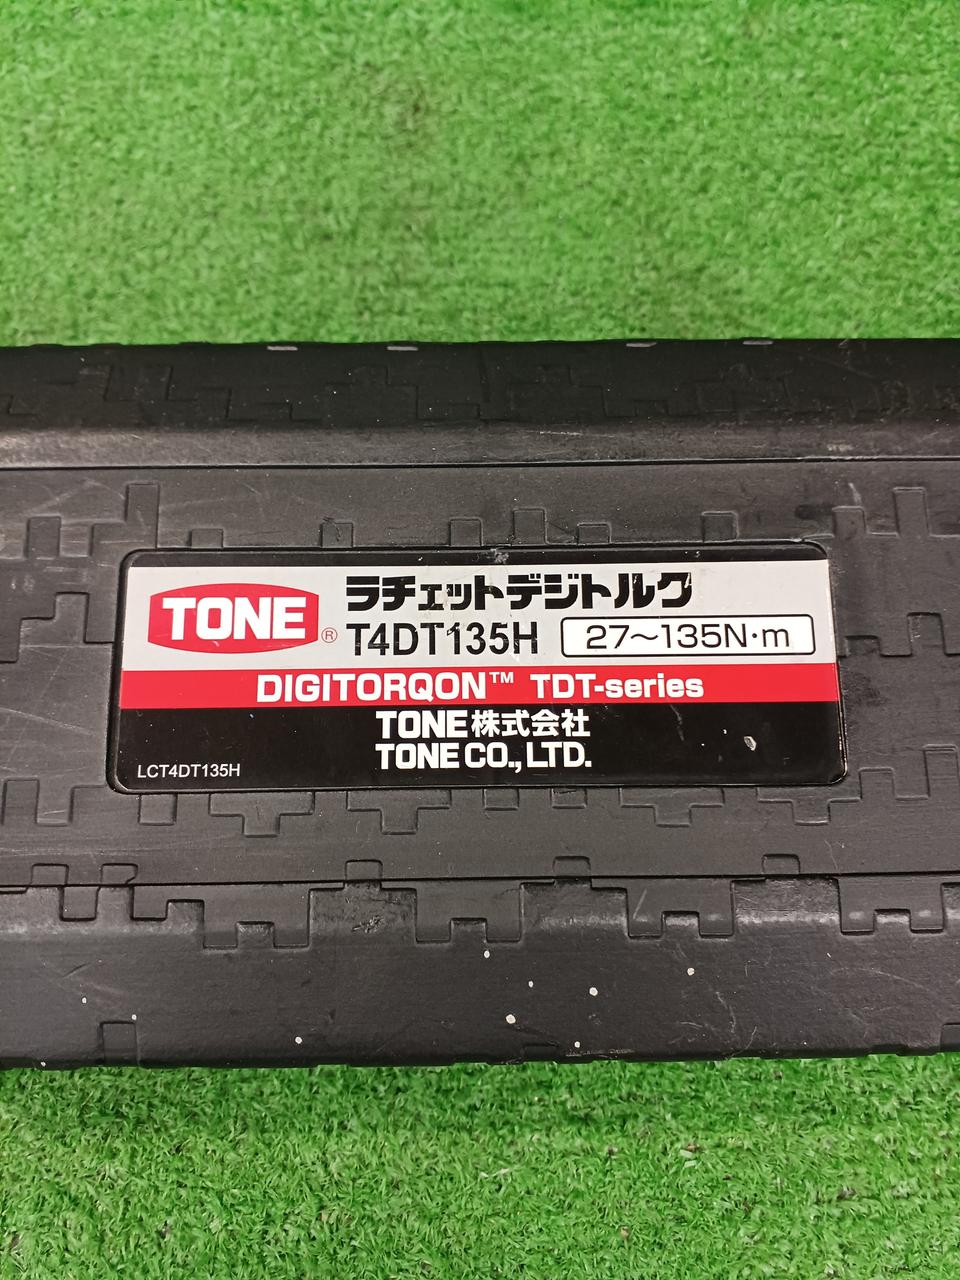 TONE®
ラチェットデジトルク
T4DT135H 27～135N·m
DIGITORQON™ TDT-series
TONE株式会社
TONE CO., LTD.
LCT4DT135H